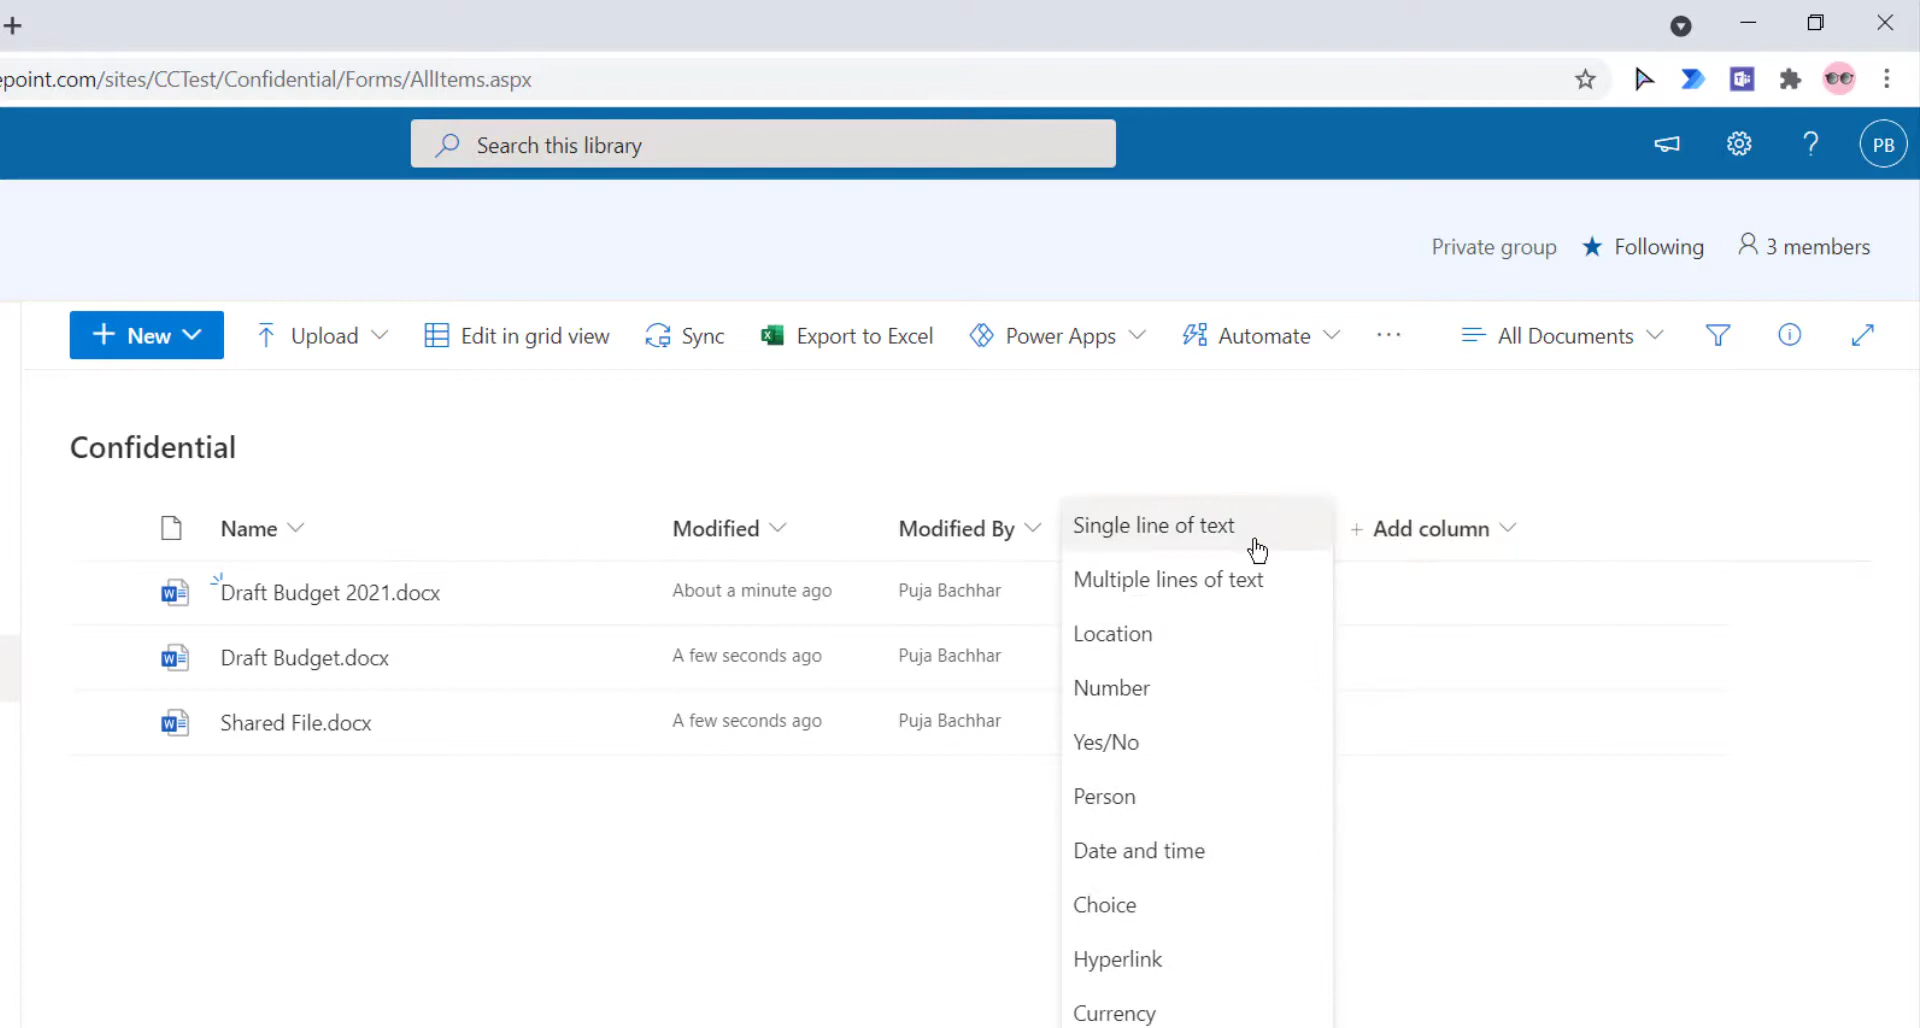 epoint.com/sites/CCTest/Confidential/Forms/AllItems.aspx
Search this library
PB
Private group Following 3 members
New Upload Edit in grid view Sync Export to Excel Power Apps Automate ... All Documents
Confidential
Name Modified Modified By Single line of text + Add column
Draft Budget 2021.docx About a minute ago Puja Bachhar
Multiple lines of text
Location
Draft Budget.docx A few seconds ago Puja Bachhar
Number
Shared File.docx A few seconds ago Puja Bachhar
Yes/No
Person
Date and time
Choice
Hyperlink
Currency